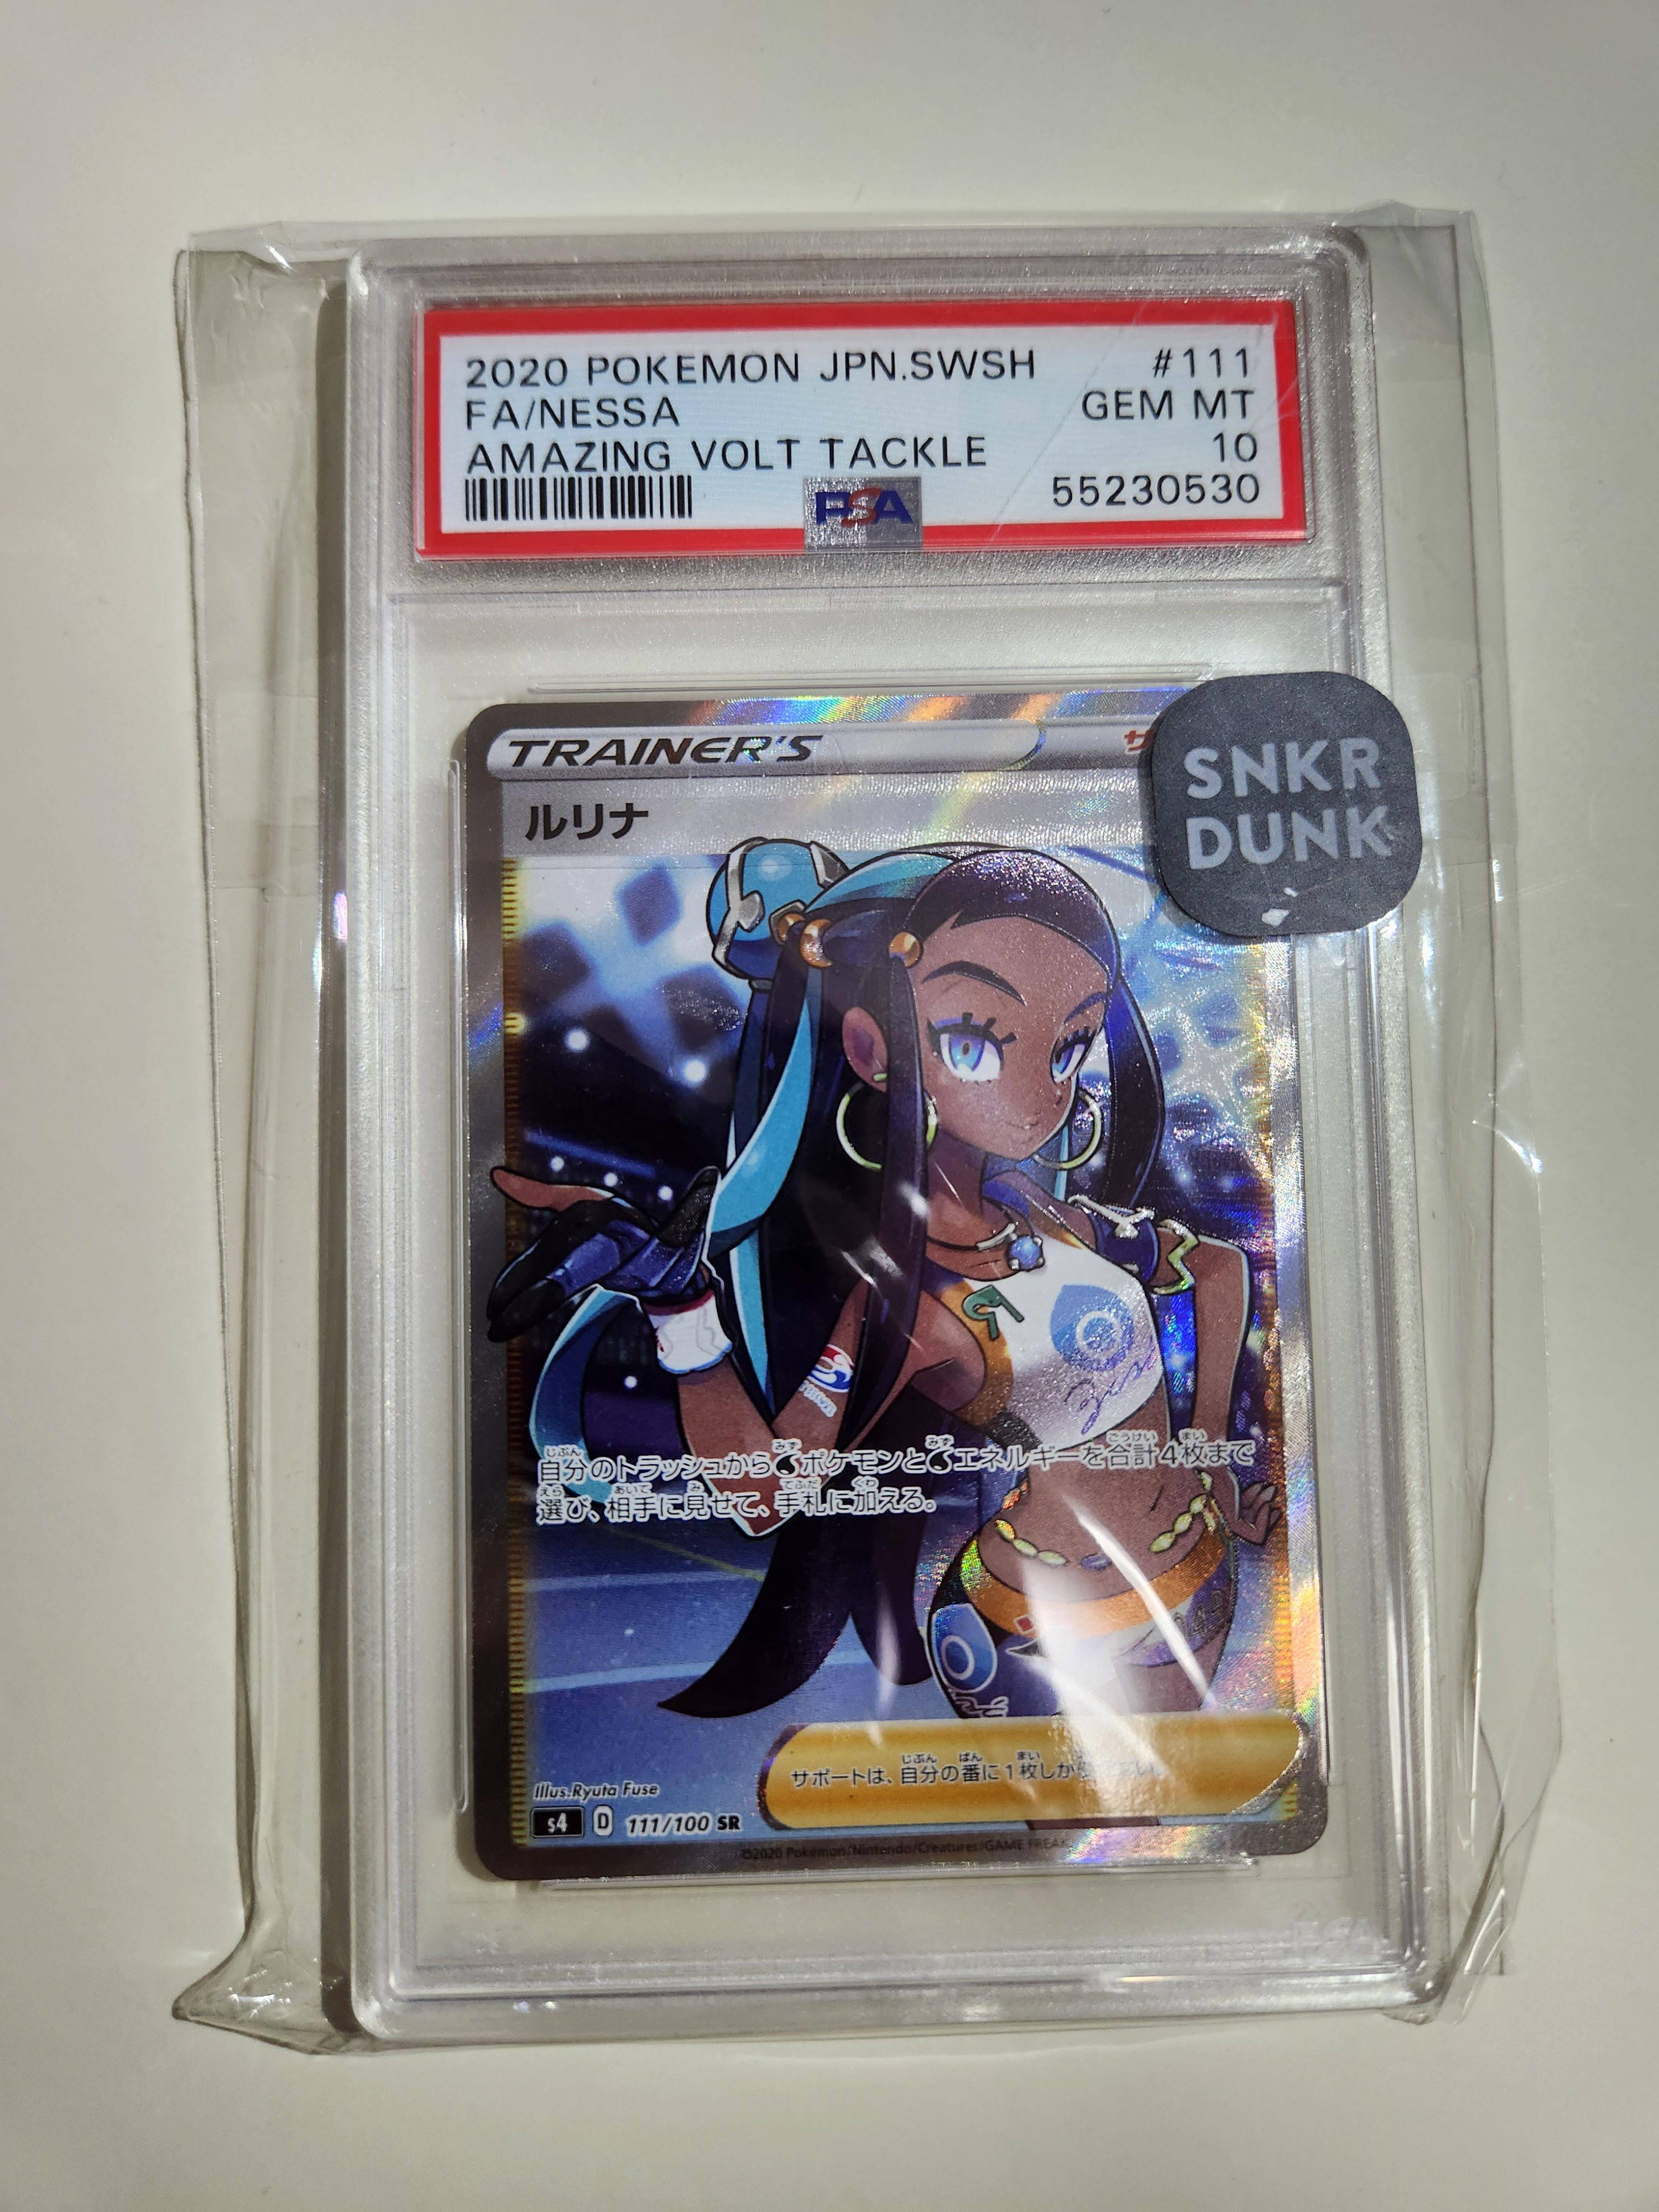 2020 POKEMON JPN.SWSH #111
FA/NESSA GEM MT
AMAZING VOLT TACKLE 10
PSA 55230530
TRAINER'S サ
SNKR
DUNK
ルリナ
自分のトラッシュからポケモンとエネルギーを合計4枚まで
選び、相手に見せて、手札に加える。
サポートは、自分の番に1枚しか
Illus.Ryuta Fuse
s4 D 111/100 SR
©2020 Pokémon/Nintendo/Creatures/GAME FREAK